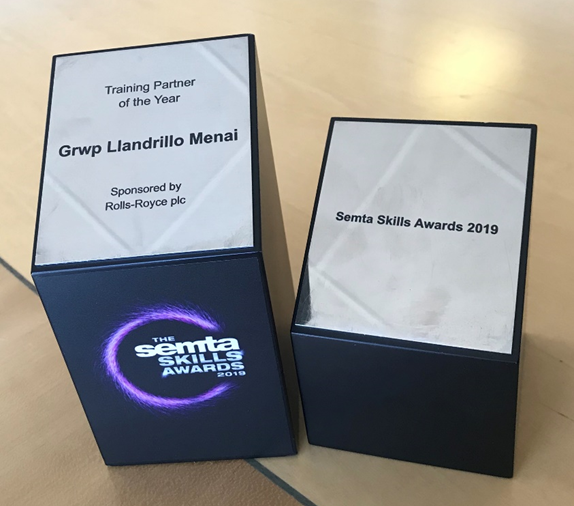 Training Partner
of the Year
Grwp Llandrillo Menai
Sponsored by
Rolls-Royce plc
THE
semta
SKILLS
AWARDS
2019
Semta Skills Awards 2019